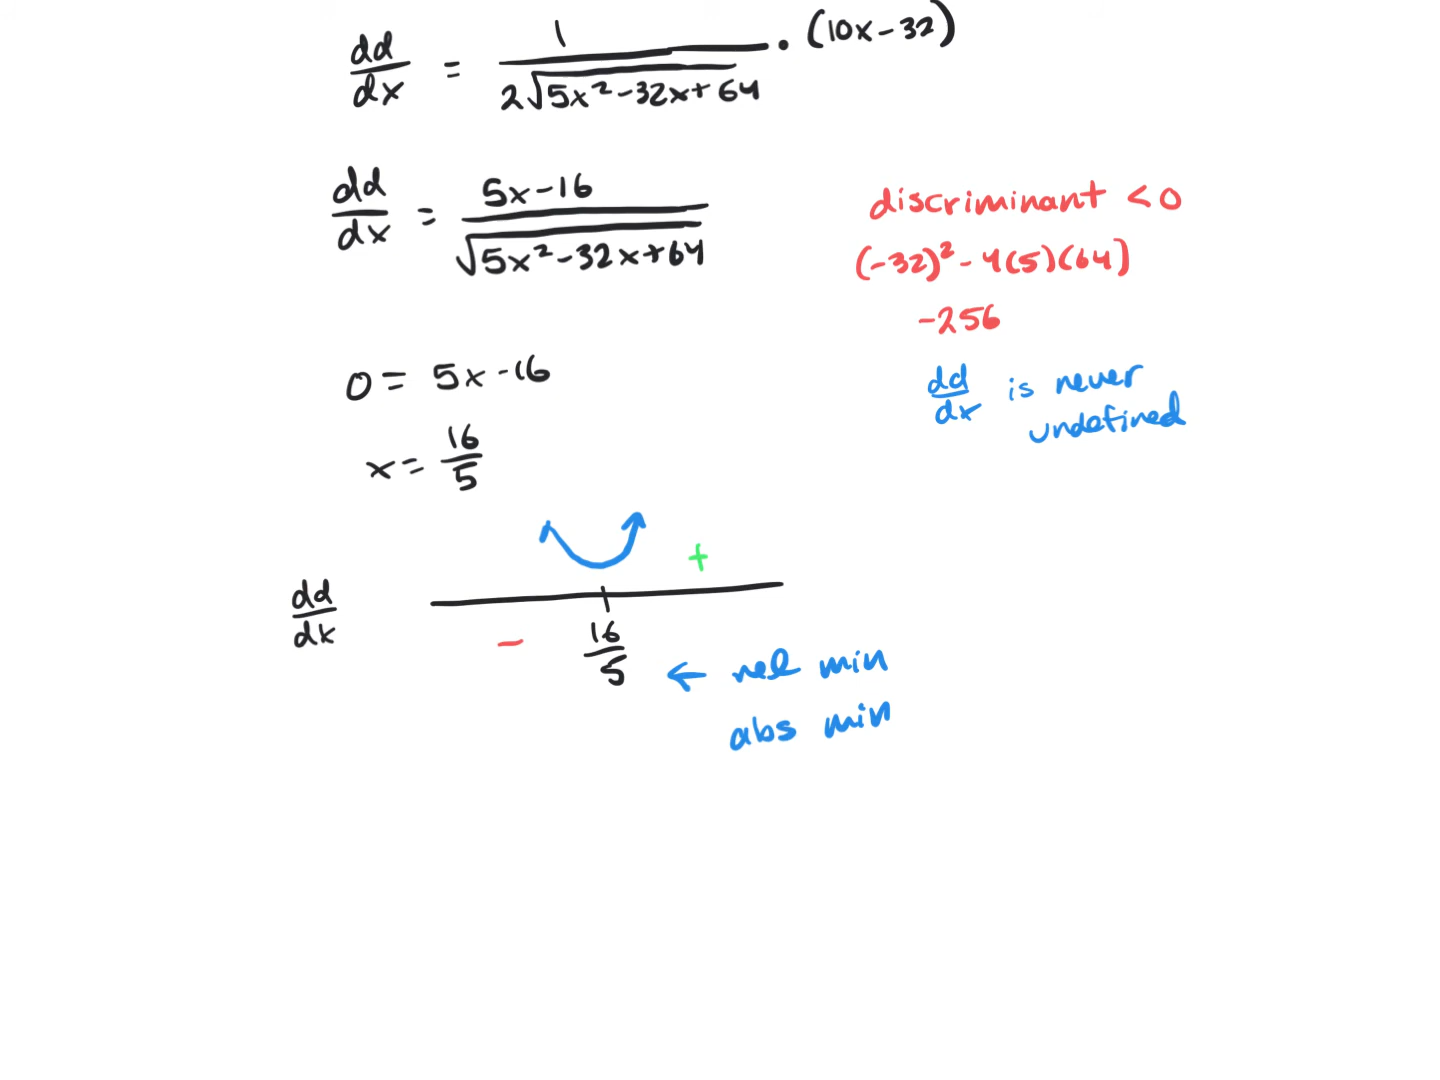 dd/dx = 1/(2√(5x²-32x+64)) · (10x-32)
dd/dx = (5x-16)/√(5x²-32x+64)
discriminant < 0
(-32)² - 4(5)(64)
-256
0 = 5x-16
dd/dx is never
undefined
x = 16/5
+
dd/dx
- 16/5 ← rel min
abs min